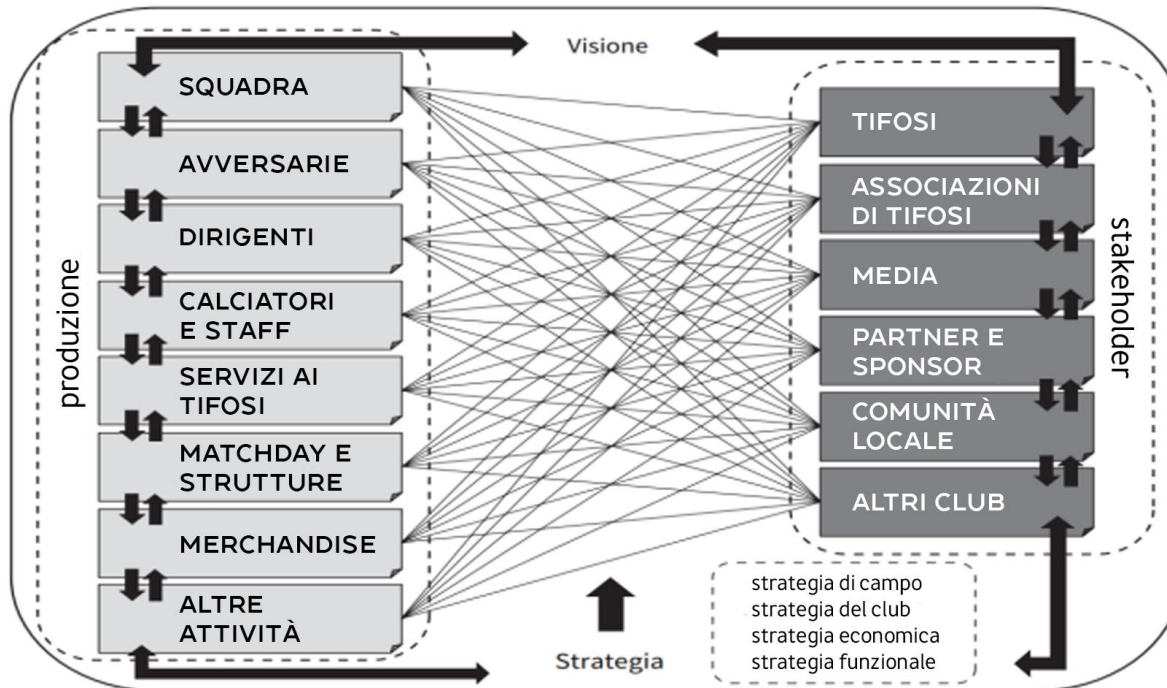 Visione
produzione
SQUADRA
AVVERSARIE
DIRIGENTI
CALCIATORI
E STAFF
SERVIZI AI
TIFOSI
MATCHDAY E
STRUTTURE
MERCHANDISE
ALTRE
ATTIVITÀ
TIFOSI
ASSOCIAZIONI
DI TIFOSI
MEDIA
PARTNER E
SPONSOR
COMUNITÀ
LOCALE
ALTRI CLUB
stakeholder
Strategia
strategia di campo
strategia del club
strategia economica
strategia funzionale